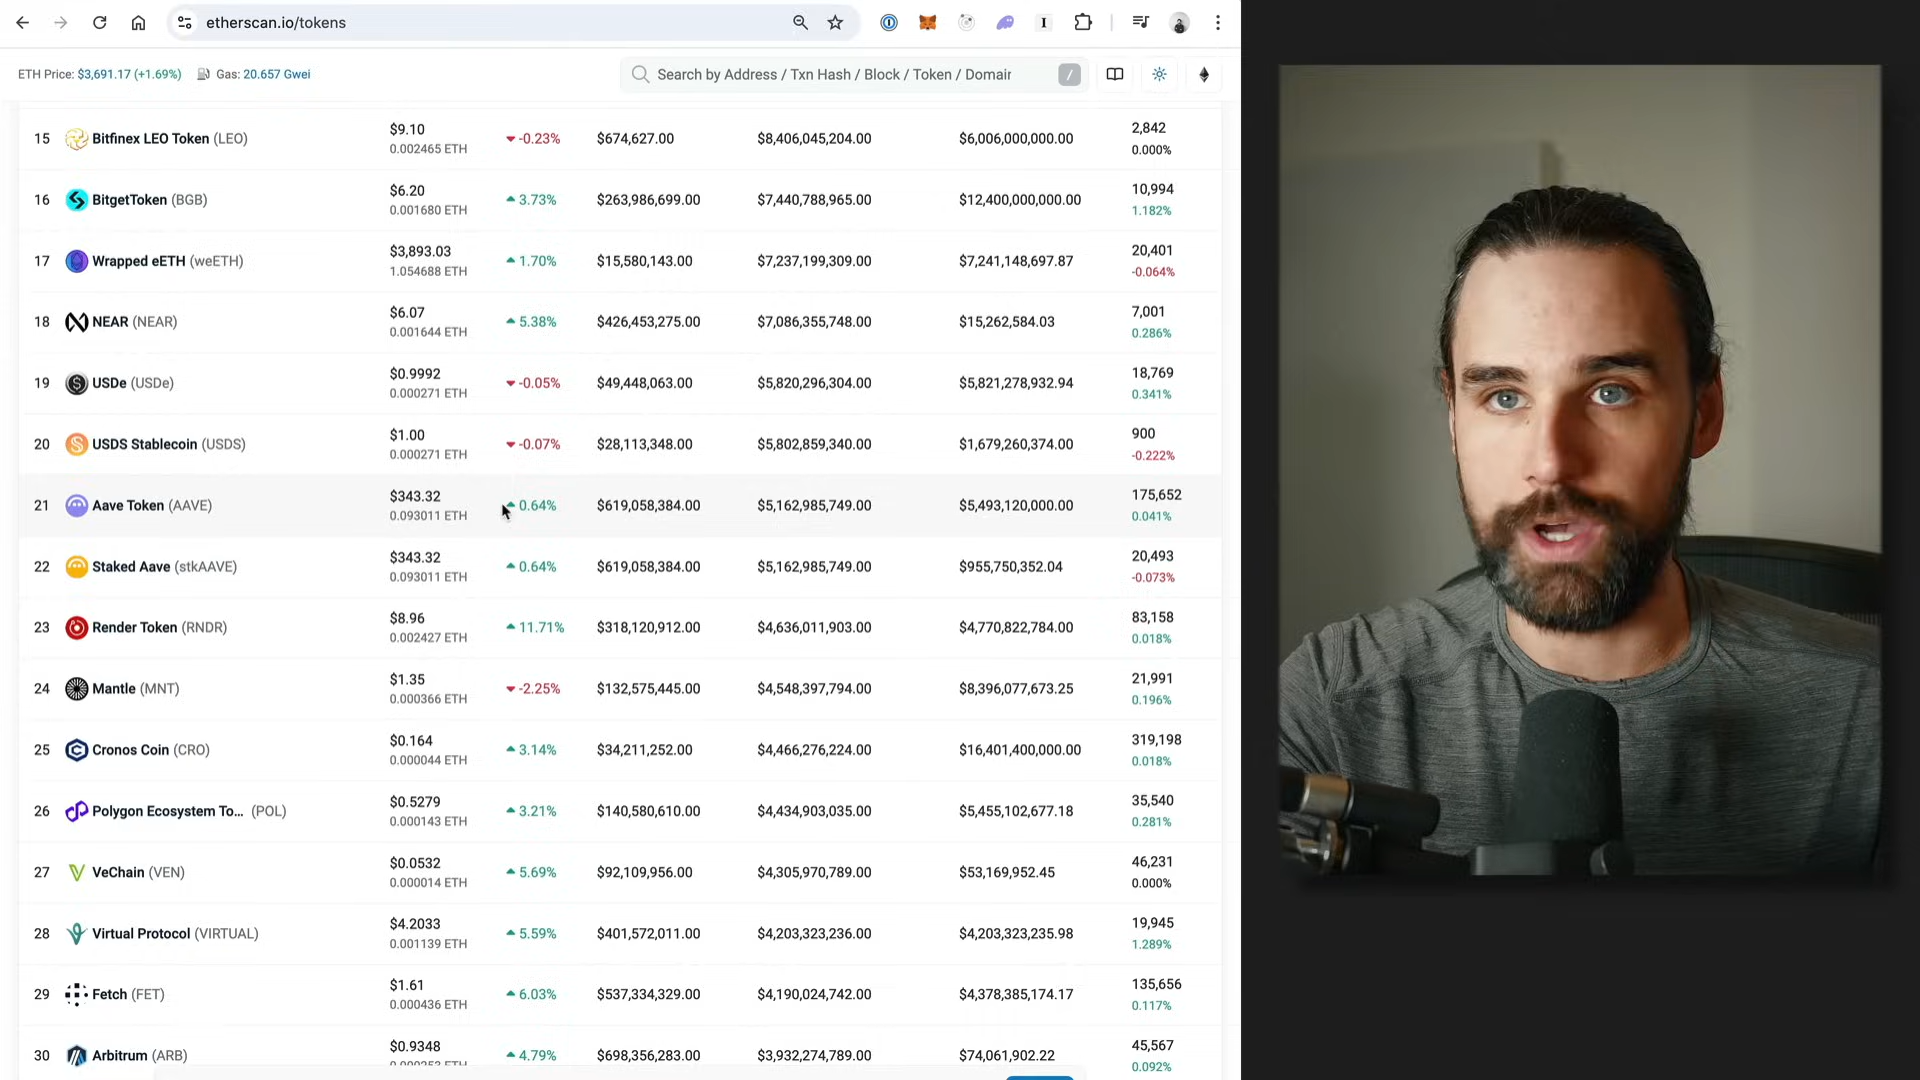 etherscan.io/tokens
ETH Price: $3,691.17 (+1.69%) Gas: 20.657 Gwei
Search by Address / Txn Hash / Block / Token / Domair
/
15 Bitfinex LEO Token (LEO) $9.10 -0.23% $674,627.00 $8,406,045,204.00 $6,006,000,000.00 2,842
0.002465 ETH 0.000%
16 BitgetToken (BGB) $6.20 3.73% $263,986,699.00 $7,440,788,965.00 $12,400,000,000.00 10,994
0.001680 ETH 1.182%
17 Wrapped eETH (weETH) $3,893.03 1.70% $15,580,143.00 $7,237,199,309.00 $7,241,148,697.87 20,401
1.054688 ETH -0.064%
18 NEAR (NEAR) $6.07 5.38% $426,453,275.00 $7,086,355,748.00 $15,262,584.03 7,001
0.001644 ETH 0.286%
19 USDe (USDe) $0.9992 -0.05% $49,448,063.00 $5,820,296,304.00 $5,821,278,932.94 18,769
0.000271 ETH 0.341%
20 USDS Stablecoin (USDS) $1.00 -0.07% $28,113,348.00 $5,802,859,340.00 $1,679,260,374.00 900
0.000271 ETH -0.222%
21 Aave Token (AAVE) $343.32 0.64% $619,058,384.00 $5,162,985,749.00 $5,493,120,000.00 175,652
0.093011 ETH 0.041%
22 Staked Aave (stkAAVE) $343.32 0.64% $619,058,384.00 $5,162,985,749.00 $955,750,352.04 20,493
0.093011 ETH -0.073%
23 Render Token (RNDR) $8.96 11.71% $318,120,912.00 $4,636,011,903.00 $4,770,822,784.00 83,158
0.002427 ETH 0.018%
24 Mantle (MNT) $1.35 -2.25% $132,575,445.00 $4,548,397,794.00 $8,396,077,673.25 21,991
0.000366 ETH 0.196%
25 Cronos Coin (CRO) $0.164 3.14% $34,211,252.00 $4,466,276,224.00 $16,401,400,000.00 319,198
0.000044 ETH 0.018%
26 Polygon Ecosystem To... (POL) $0.5279 3.21% $140,580,610.00 $4,434,903,035.00 $5,455,102,677.18 35,540
0.000143 ETH 0.281%
27 VeChain (VEN) $0.0532 5.69% $92,109,956.00 $4,305,970,789.00 $53,169,952.45 46,231
0.000014 ETH 0.000%
28 Virtual Protocol (VIRTUAL) $4.2033 5.59% $401,572,011.00 $4,203,323,236.00 $4,203,323,235.98 19,945
0.001139 ETH 1.289%
29 Fetch (FET) $1.61 6.03% $537,334,329.00 $4,190,024,742.00 $4,378,385,174.17 135,656
0.000436 ETH 0.117%
30 Arbitrum (ARB) $0.9348 4.79% $698,356,283.00 $3,932,274,789.00 $74,061,902.22 45,567
0.092%